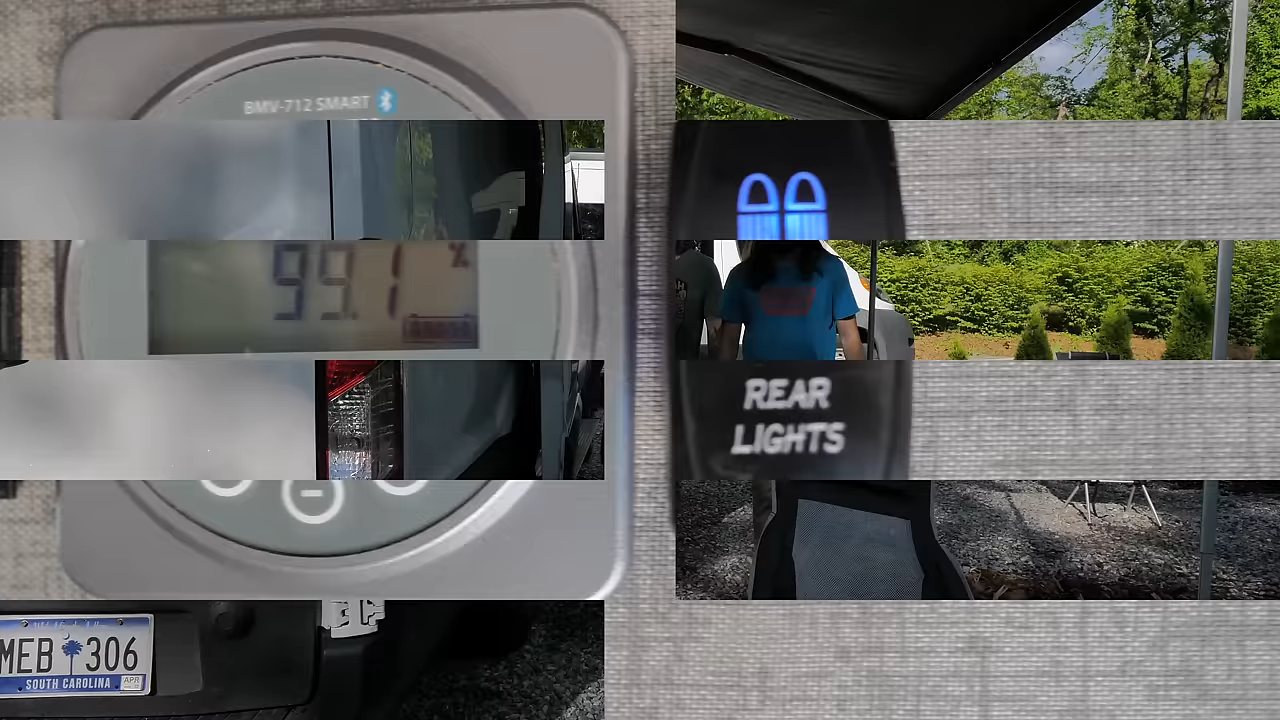 BMV-712 SMART
99.1 %
REAR
LIGHTS
MEB 306
SOUTH CAROLINA
APR